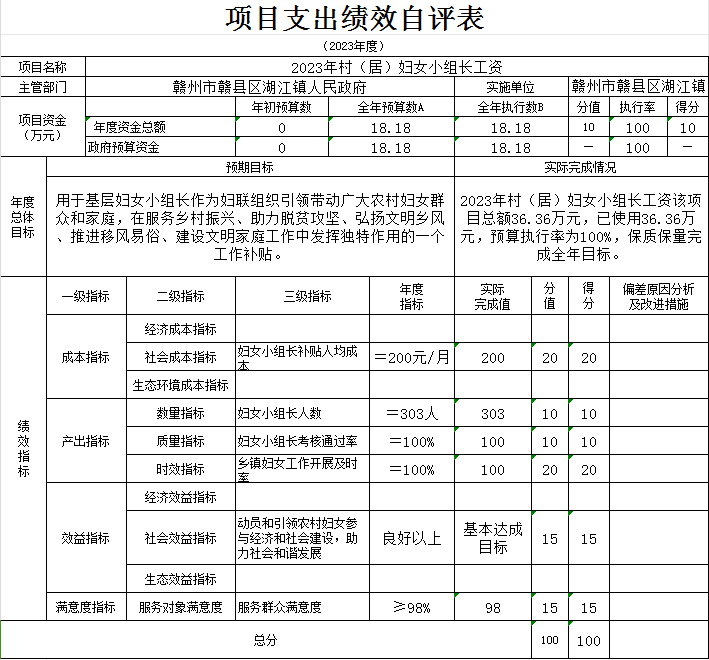 项目支出绩效自评表
（2023年度）
项目名称 2023年村（居）妇女小组长工资
主管部门 赣州市赣县区湖江镇人民政府 实施单位 赣州市赣县区湖江镇
项目资金
（万元）
年初预算数 全年预算数A 全年执行数B 分值 执行率 得分
年度资金总额 0 18.18 18.18 10 100 10
政府预算资金 0 18.18 18.18 — 100 —
年度
总体
目标
预期目标 实际完成情况
用于基层妇女小组长作为妇联组织引领带动广大农村妇女群
众和家庭，在服务乡村振兴、助力脱贫攻坚、弘扬文明乡风
、推进移风易俗、建设文明家庭工作中发挥独特作用的一个
工作补贴。
2023年村（居）妇女小组长工资该项
目总额36.36万元，已使用36.36万
元，预算执行率为100%，保质保量完
成全年目标。
绩
效
指
标
一级指标 二级指标 三级指标 年度
指标 实际
完成值 分
值 得
分 偏差原因分析
及改进措施
成本指标
经济成本指标
社会成本指标 妇女小组长补贴人均成
本 ＝200元/月 200 20 20
生态环境成本指标
产出指标
数量指标 妇女小组长人数 ＝303人 303 10 10
质量指标 妇女小组长考核通过率 ＝100% 100 10 10
时效指标 乡镇妇女工作开展及时
率 ＝100% 100 20 20
效益指标
经济效益指标
社会效益指标 动员和引领农村妇女参
与经济和社会建设，助
力社会和谐发展 良好以上 基本达成
目标 15 15
生态效益指标
满意度指标 服务对象满意度 服务群众满意度 ≥98% 98 15 15
总分 100 100